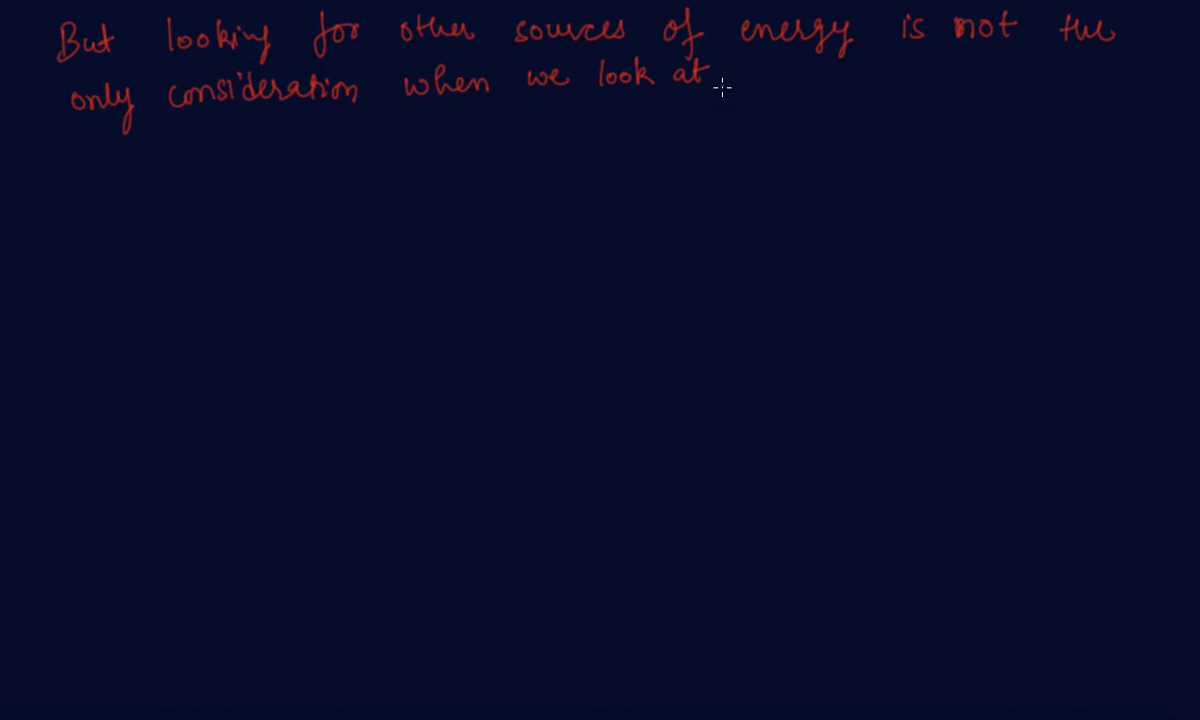 But looking for other sources of energy is not the
only consideration when we look at